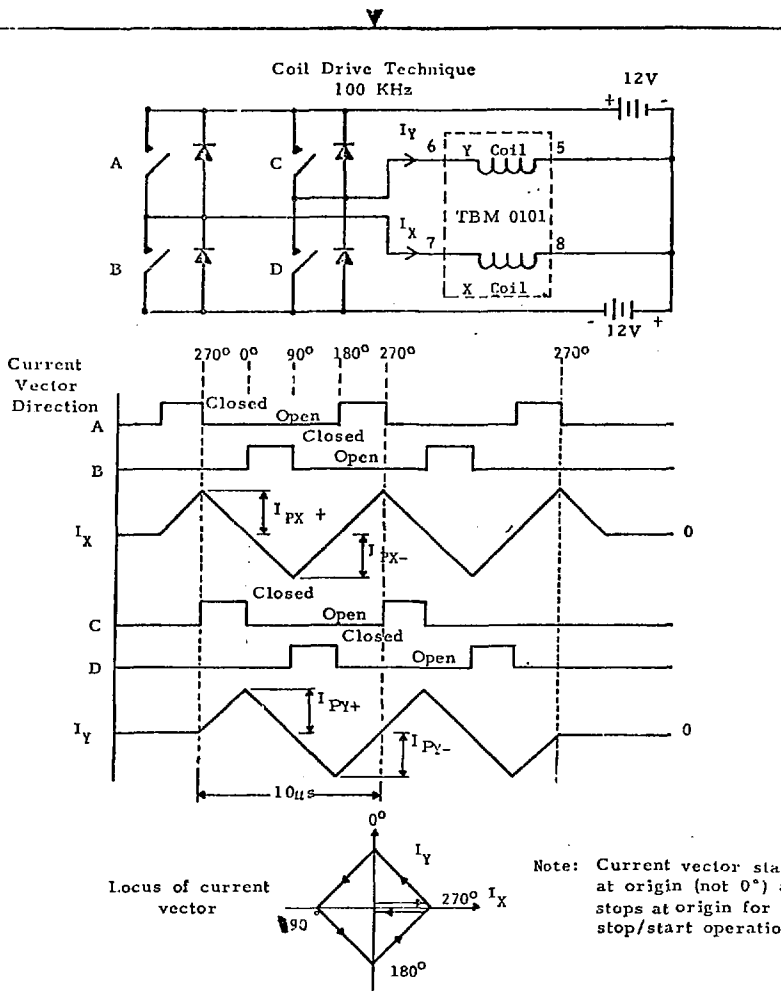 Coil Drive Technique
100 KHz
12V
+ -
A
C
I_Y
6
Y Coil
5
TBM 0101
I_X
7
8
B
D
X Coil
- +
12V
Current
Vector
Direction
270° 0° 90° 180° 270° 270°
Closed
Open
A
Closed
Open
B
I_PX +
I_X
0
I_PX-
Closed
Open
C
Closed
Open
D
I_PY+
I_Y
0
I_PY-
10us
0°
I_Y
Locus of current
vector
270°
I_X
90
180°
Note: Current vector sta
at origin (not 0°)
stops at origin for
stop/start operatio